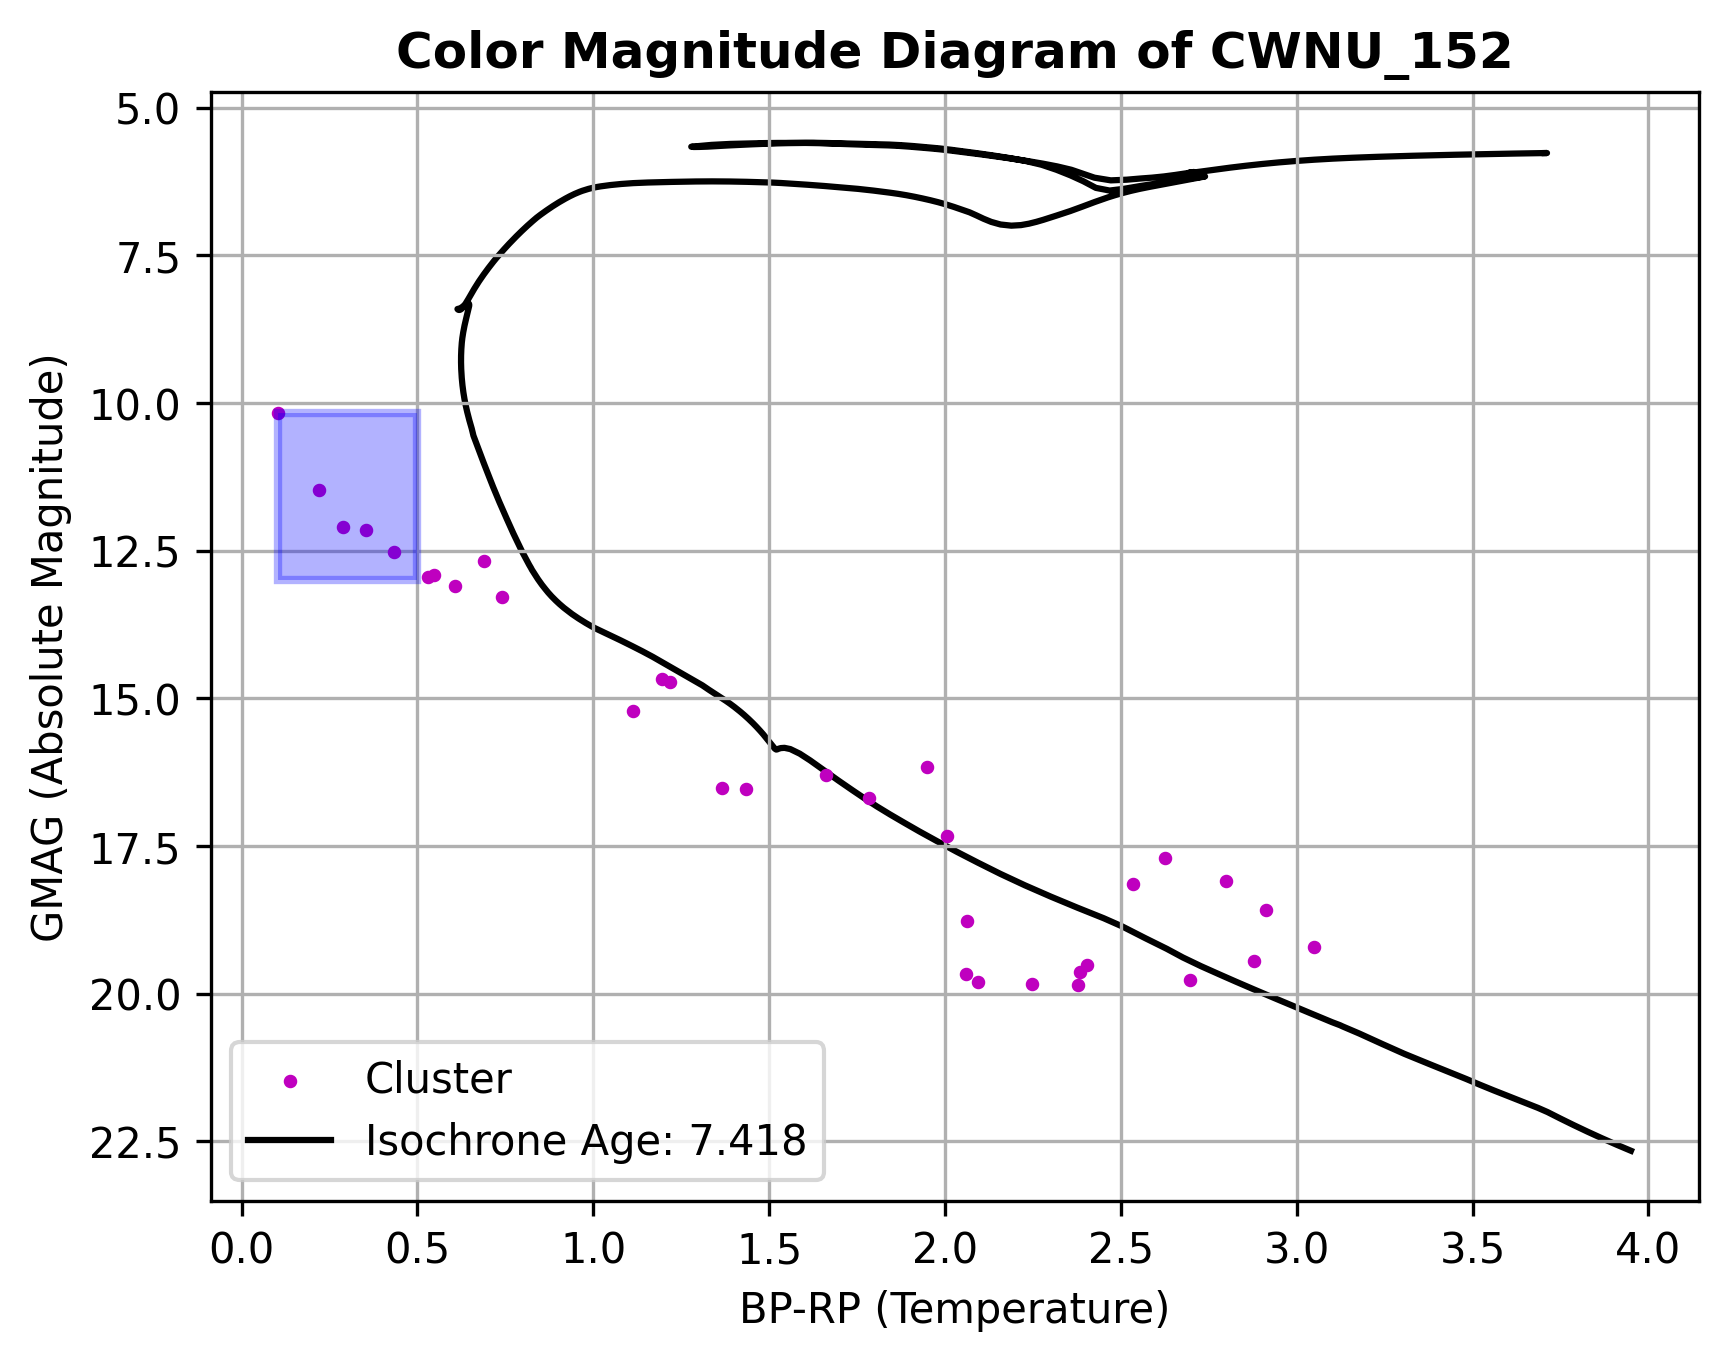 Color Magnitude Diagram of CWNU_152
GMAG (Absolute Magnitude)
5.0
7.5
10.0
12.5
15.0
17.5
20.0
22.5
Cluster
Isochrone Age: 7.418
0.0 0.5 1.0 1.5 2.0 2.5 3.0 3.5 4.0
BP-RP (Temperature)